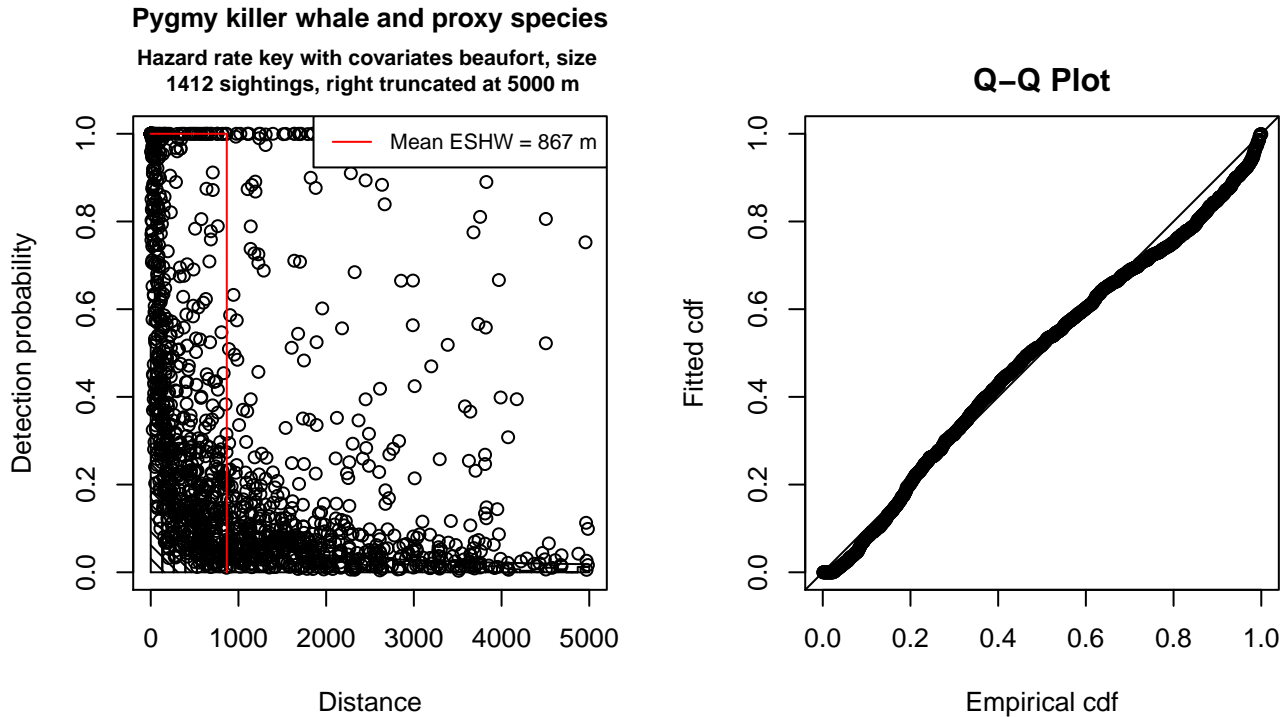 Pygmy killer whale and proxy species
Hazard rate key with covariates beaufort, size
1412 sightings, right truncated at 5000 m
Mean ESHW = 867 m
Detection probability
1.0
0.8
0.6
0.4
0.2
0.0
0 1000 2000 3000 4000 5000
Distance
Q−Q Plot
Fitted cdf
1.0
0.8
0.6
0.4
0.2
0.0
0.0 0.2 0.4 0.6 0.8 1.0
Empirical cdf